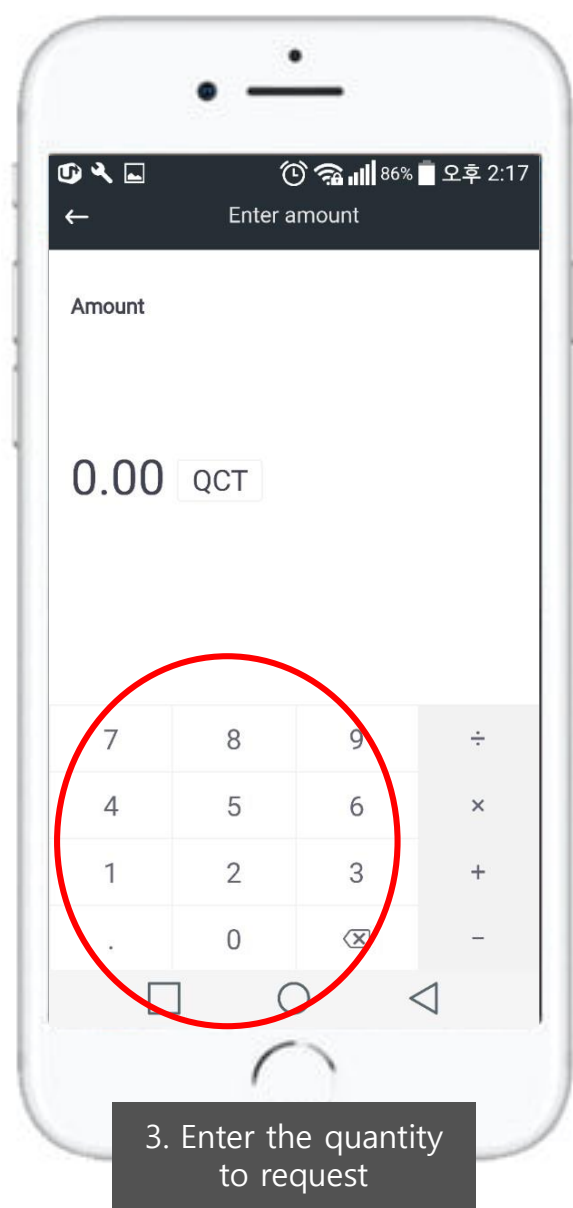 86% 오후 2:17
Enter amount
Amount
0.00 QCT
7 8 9 ÷
4 5 6 ×
1 2 3 +
. 0 −
3. Enter the quantity
to request